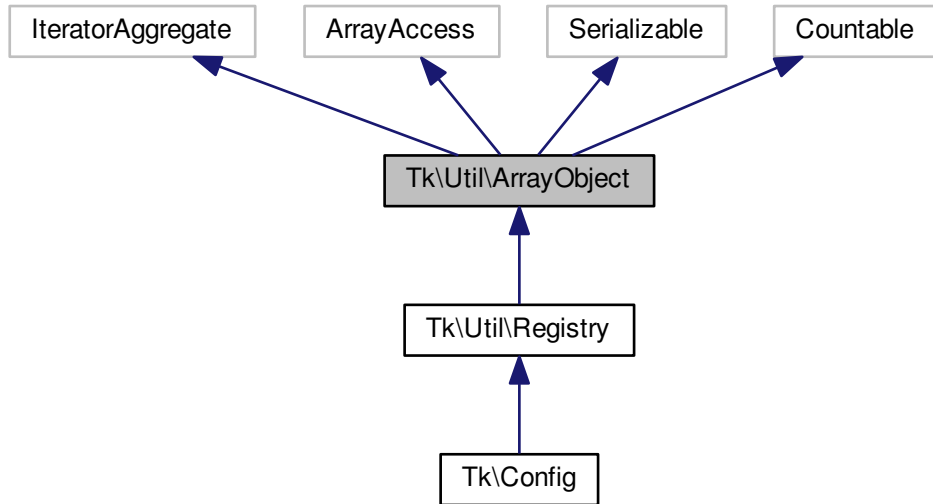 IteratorAggregate
ArrayAccess
Serializable
Countable
Tk\Util\ArrayObject
Tk\Util\Registry
Tk\Config